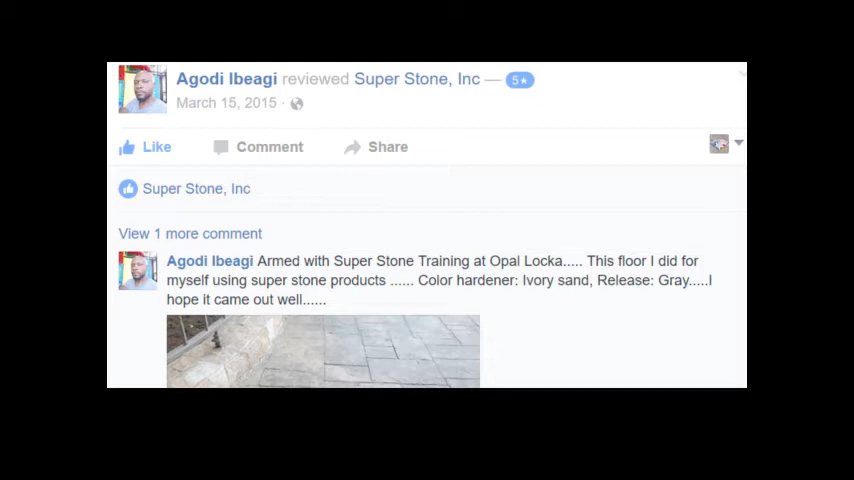 Agodi Ibeagi reviewed Super Stone, Inc — 5★
March 15, 2015 ·
Like Comment Share
Super Stone, Inc
View 1 more comment
Agodi Ibeagi Armed with Super Stone Training at Opal Locka..... This floor I did for
myself using super stone products ...... Color hardener: Ivory sand, Release: Gray.....I
hope it came out well......